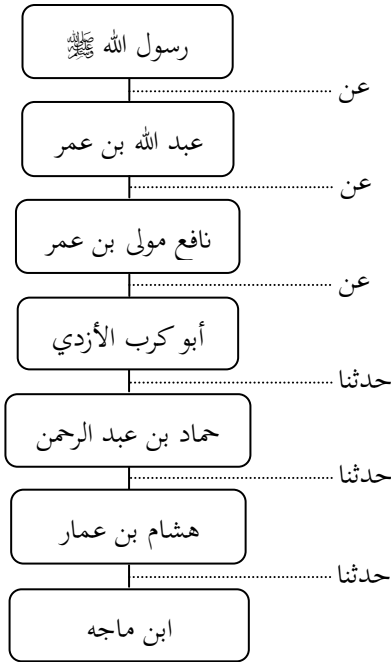 رسول الله ﷺ
عن
عبد الله بن عمر
عن
نافع مولى بن عمر
عن
أبو كرب الأزدي
حدثنا
حماد بن عبد الرحمن
حدثنا
هشام بن عمار
حدثنا
ابن ماجه